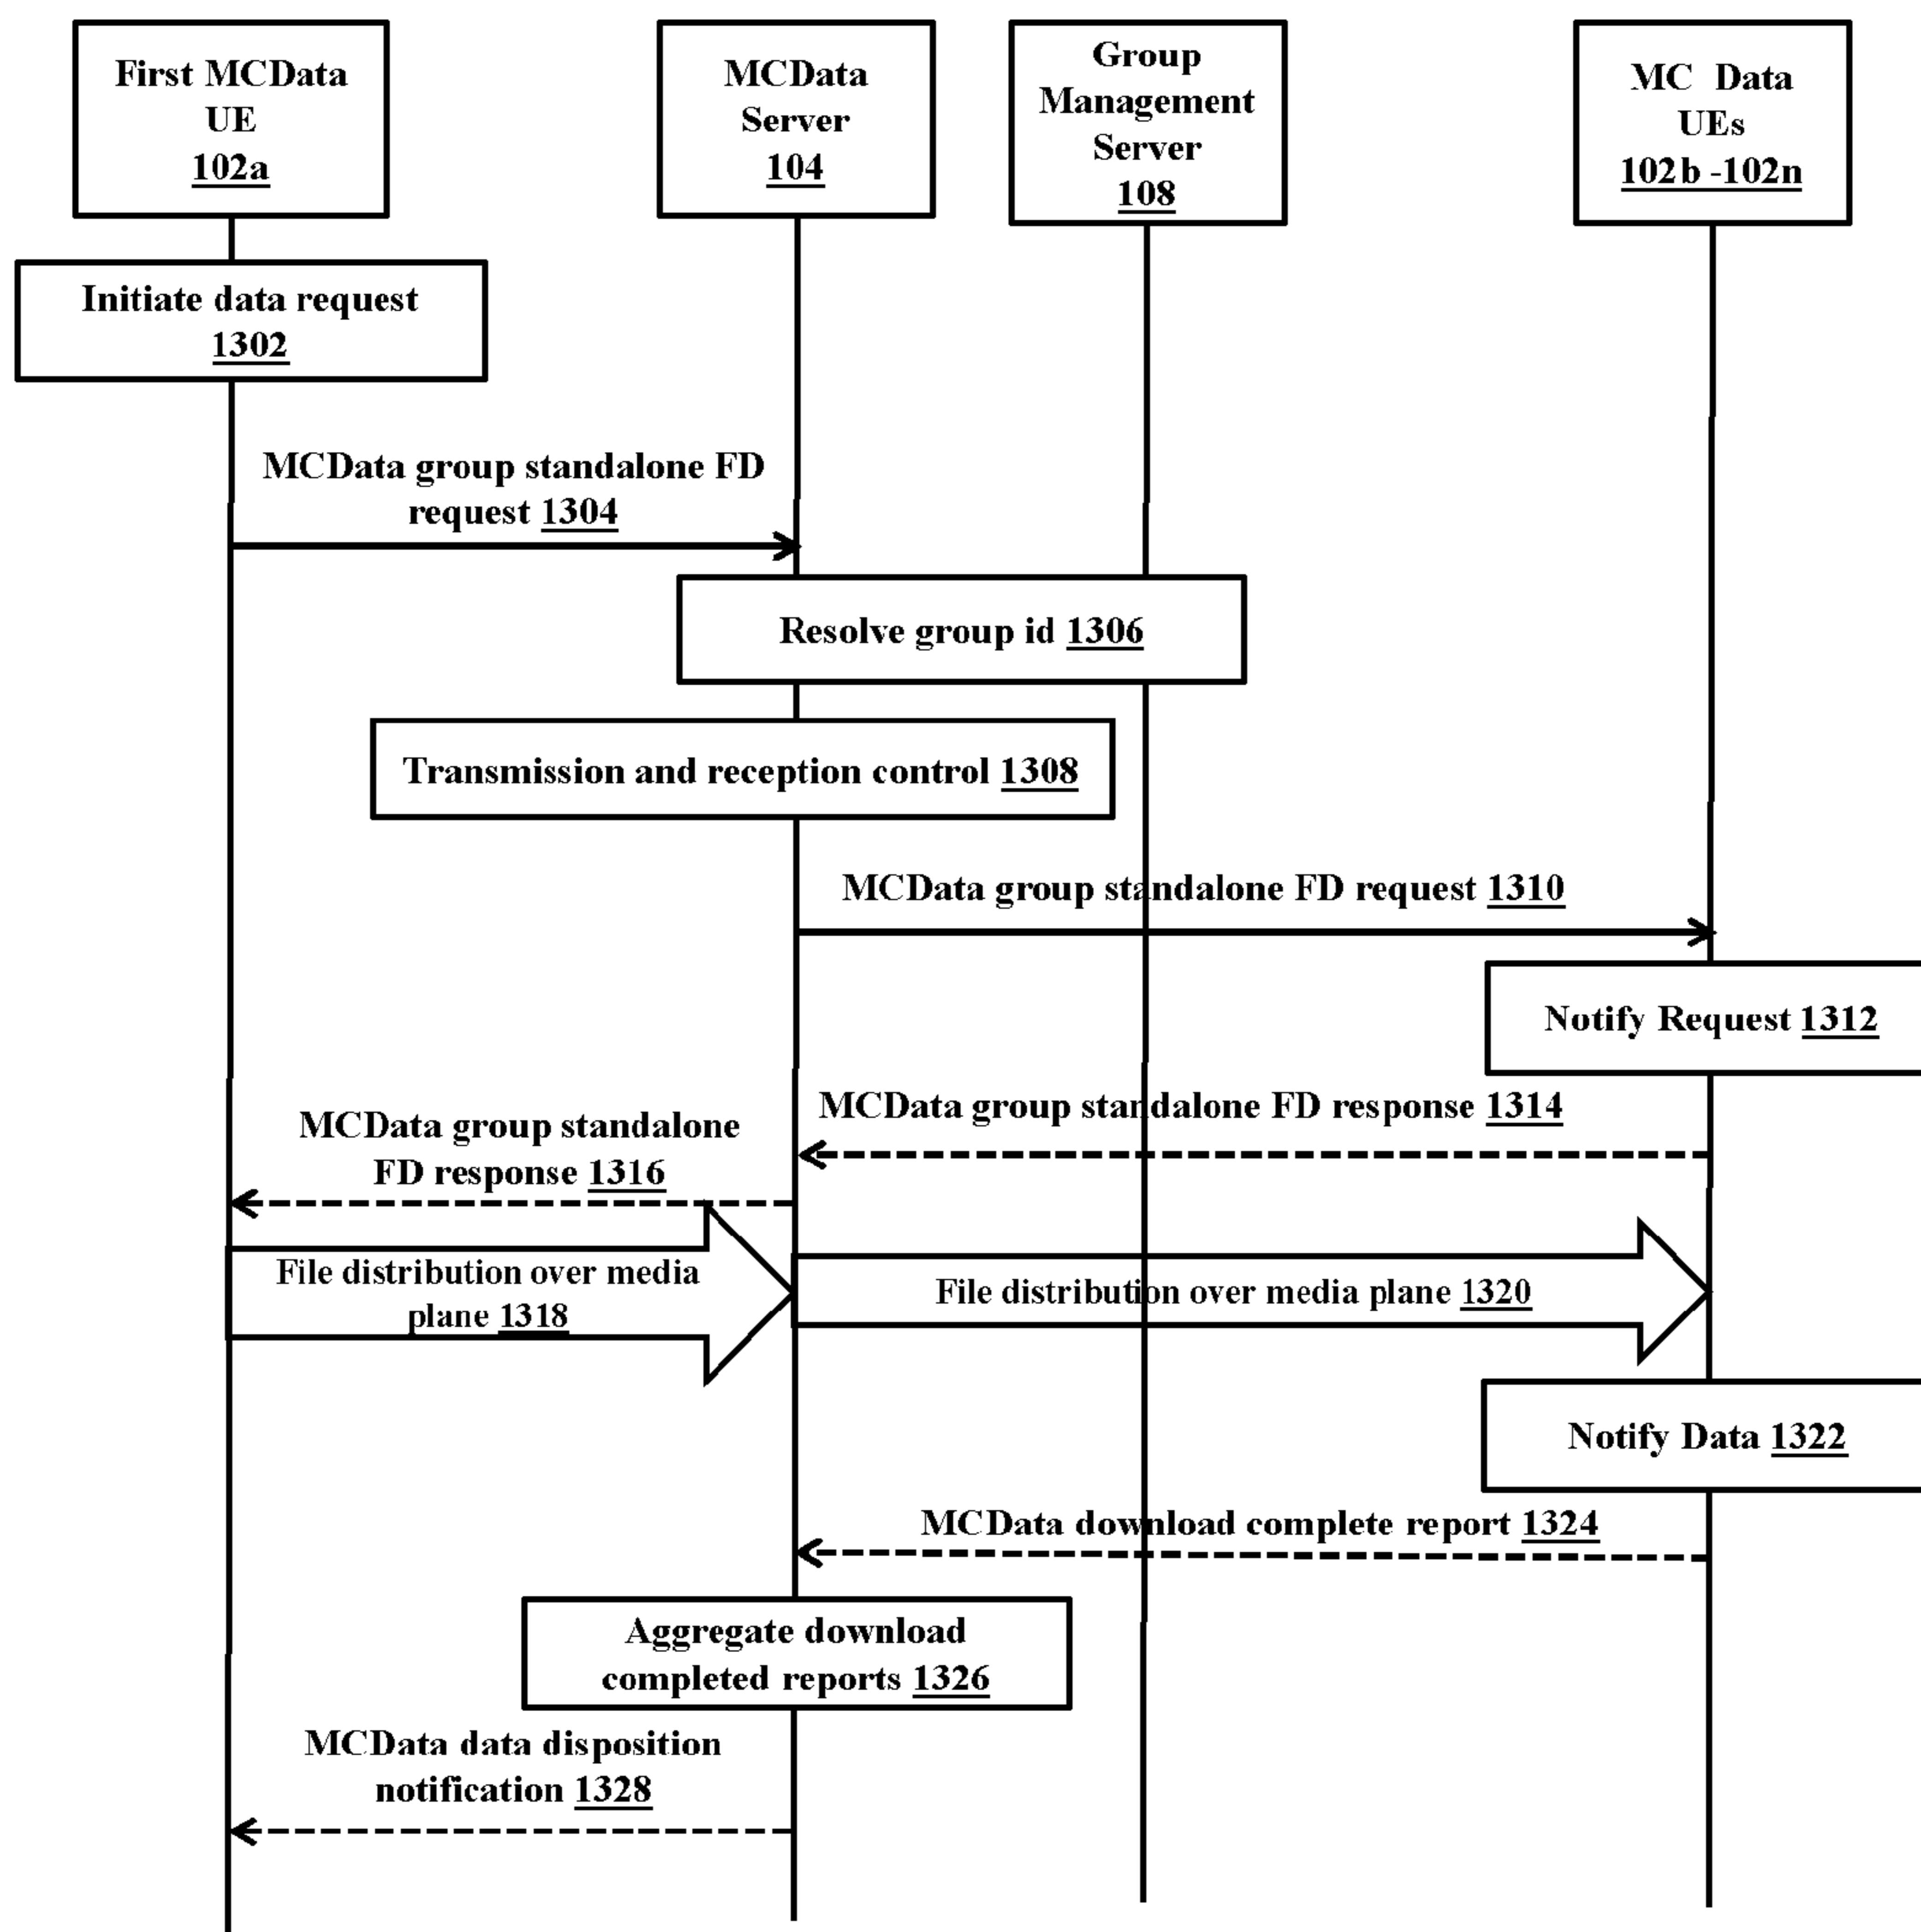 First MCData
UE
102a
MCData
Server
104
Group
Management
Server
108
MC Data
UEs
102b -102n
Initiate data request
1302
MCData group standalone FD
request 1304
Resolve group id 1306
Transmission and reception control 1308
MCData group standalone FD request 1310
Notify Request 1312
MCData group standalone FD response 1314
MCData group standalone
FD response 1316
File distribution over media
plane 1318
File distribution over media plane 1320
Notify Data 1322
MCData download complete report 1324
Aggregate download
completed reports 1326
MCData data disposition
notification 1328